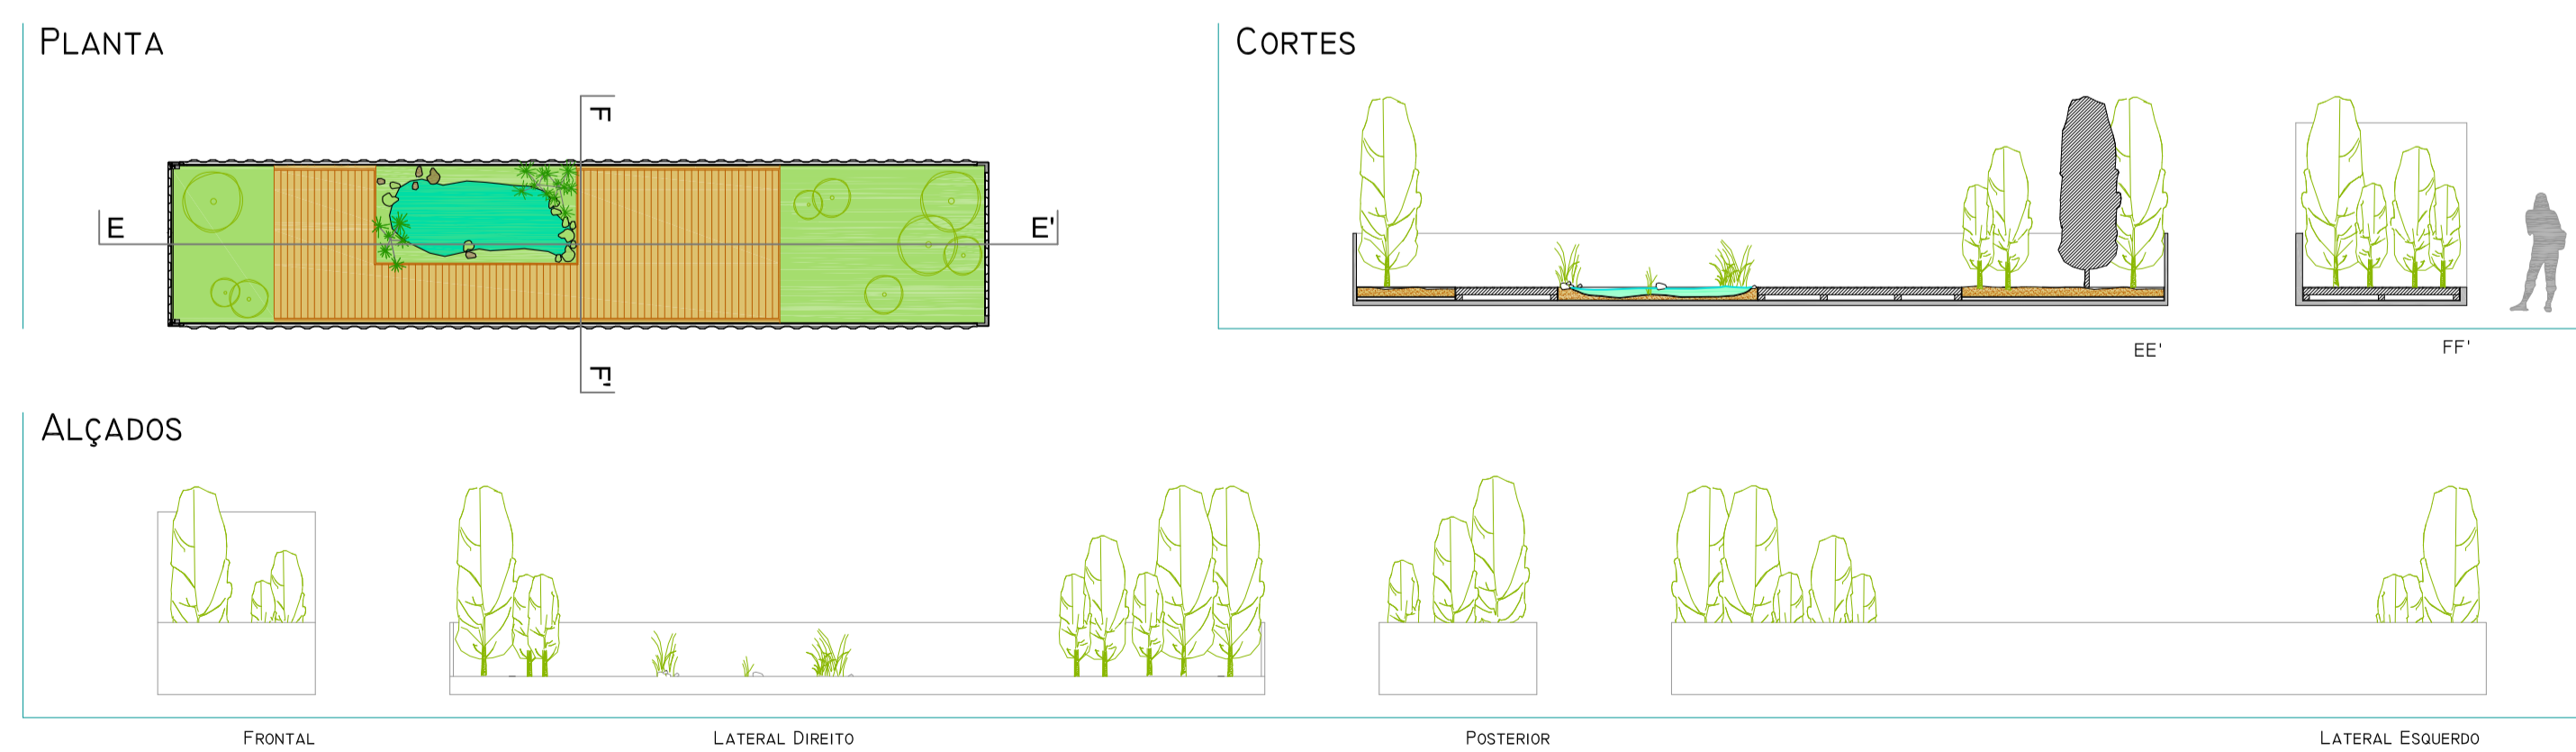 PLANTA
F
E
E'
F'
CORTES
EE'
FF'
ALÇADOS
FRONTAL
LATERAL DIREITO
POSTERIOR
LATERAL ESQUERDO